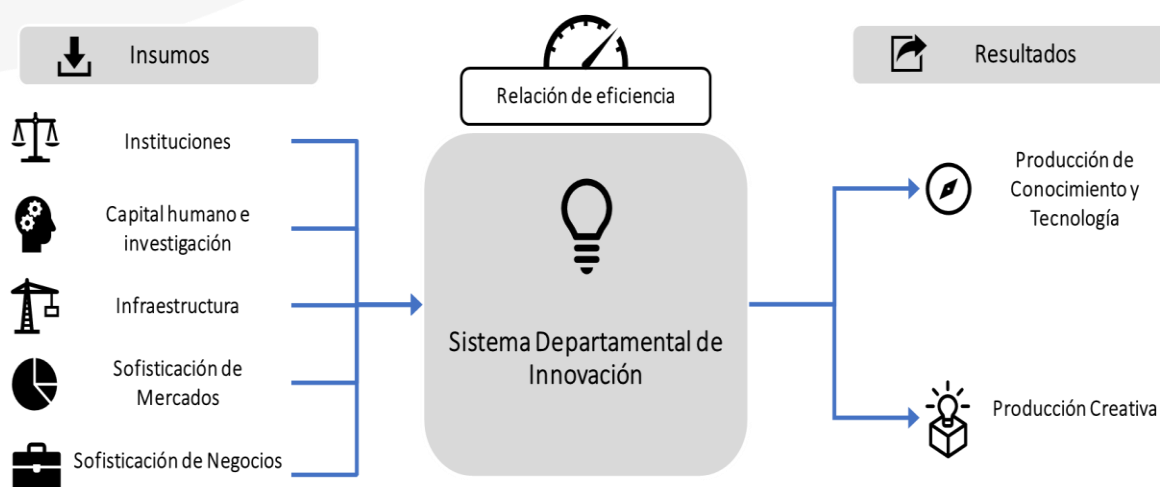 Insumos
Instituciones
Capital humano e
investigación
Infraestructura
Sofisticación de
Mercados
Sofisticación de Negocios
Relación de eficiencia
Sistema Departamental de
Innovación
Resultados
Producción de
Conocimiento y
Tecnología
Producción Creativa